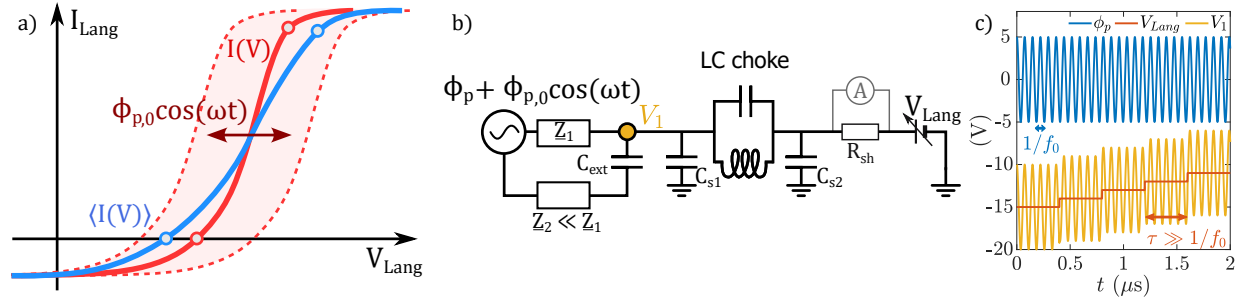 a)
I_Lang
I(V)
ϕ_p,0cos(ωt)
⟨I(V)⟩
V_Lang
b)
LC choke
ϕ_p + ϕ_p,0cos(ωt)
Z_1
V_1
A
V_Lang
C_ext
C_s1
C_s2
R_sh
Z_2 ≪ Z_1
c)
ϕ_p V_Lang V_1
5
0
-5
-10
-15
-20
(V)
1/f_0
τ ≫ 1/f_0
0 0.5 1 1.5 2
t (μs)